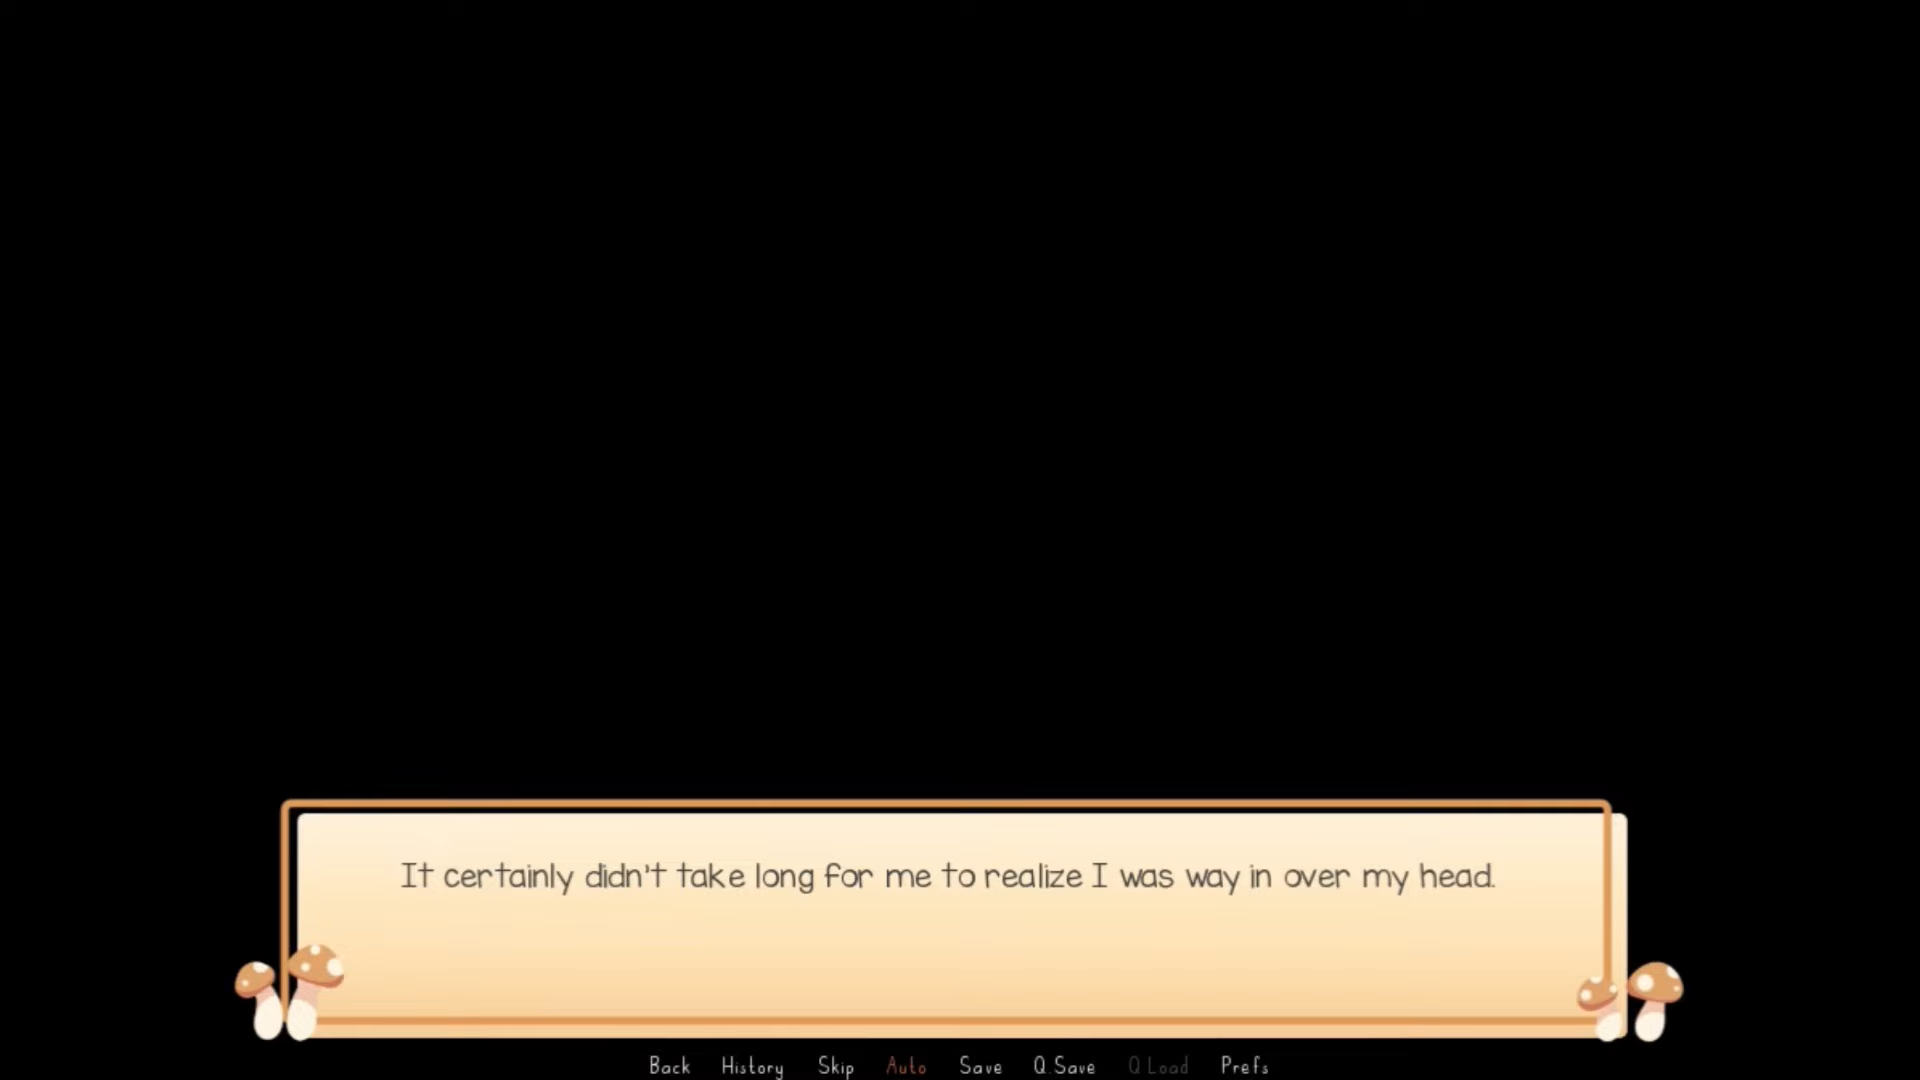 It certainly didn't take long for me to realize I was way in over my head.
Back History Skip Auto Save Q.Save Q.Load Prefs